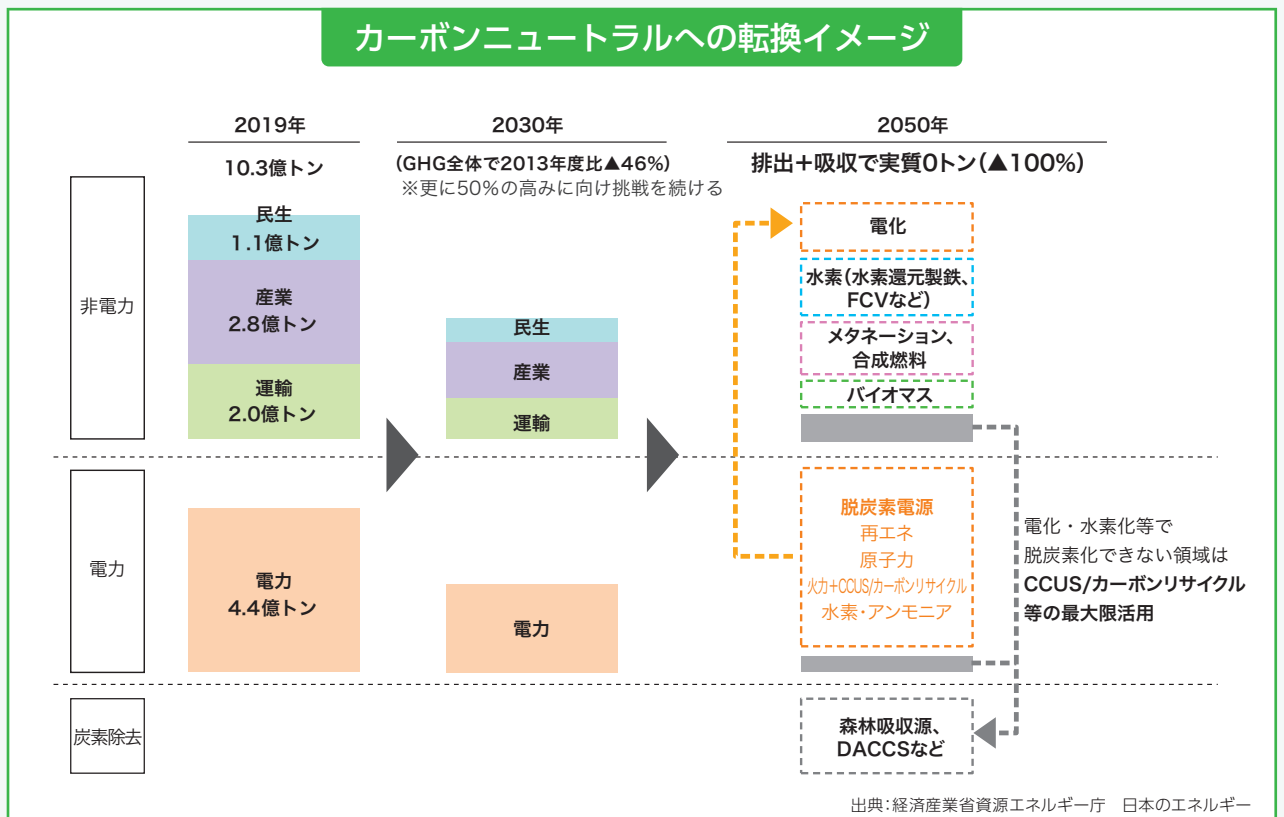 カーボンニュートラルへの転換イメージ
2019年
10.3億トン
2030年
(GHG全体で2013年度比▲46%)
※更に50%の高みに向け挑戦を続ける
2050年
排出+吸収で実質0トン(▲100%)
非電力
民生
1.1億トン
産業
2.8億トン
運輸
2.0億トン
民生
産業
運輸
電化
水素(水素還元製鉄、
FCVなど)
メタネーション、
合成燃料
バイオマス
電力
電力
4.4億トン
電力
脱炭素電源
再エネ
原子力
火力+CCUS/カーボンリサイクル
水素・アンモニア
電化・水素化等で
脱炭素化できない領域は
CCUS/カーボンリサイクル
等の最大限活用
炭素除去
森林吸収源、
DACCSなど
出典:経済産業省資源エネルギー庁 日本のエネルギー